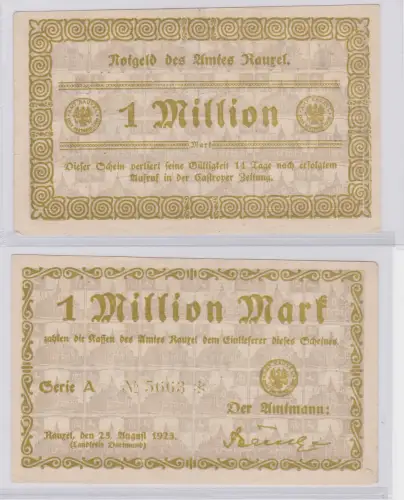 Notgeld des Amtes Rauxel.
1 Million
Mark
Dieser Schein verliert seine Gültigkeit 14 Tage nach erfolgtem
Aufruf in der Castroper Zeitung.
1 Million Mark
zahlen die Kassen des Amtes Rauxel dem Einlieferer dieses Scheines
Serie A № 5663 *
Der Amtmann:
Rauxel, den 25. August 1923.
(Landkreis Dortmund)